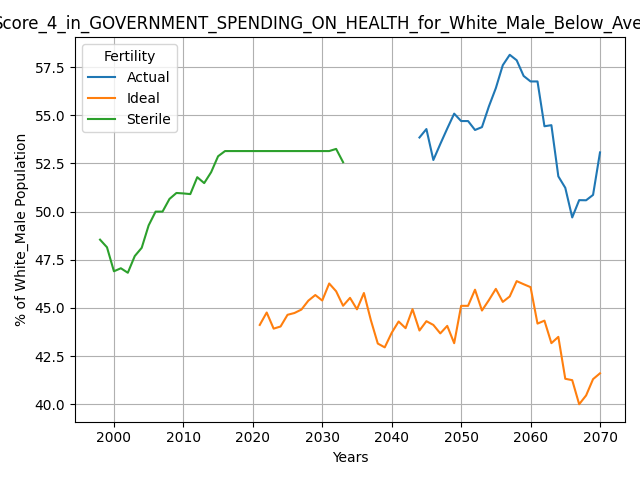 Score_4_in_GOVERNMENT_SPENDING_ON_HEALTH_for_White_Male_Below_Ave
Fertility
Actual
Ideal
Sterile
% of White_Male Population
57.5
55.0
52.5
50.0
47.5
45.0
42.5
40.0
2000 2010 2020 2030 2040 2050 2060 2070
Years